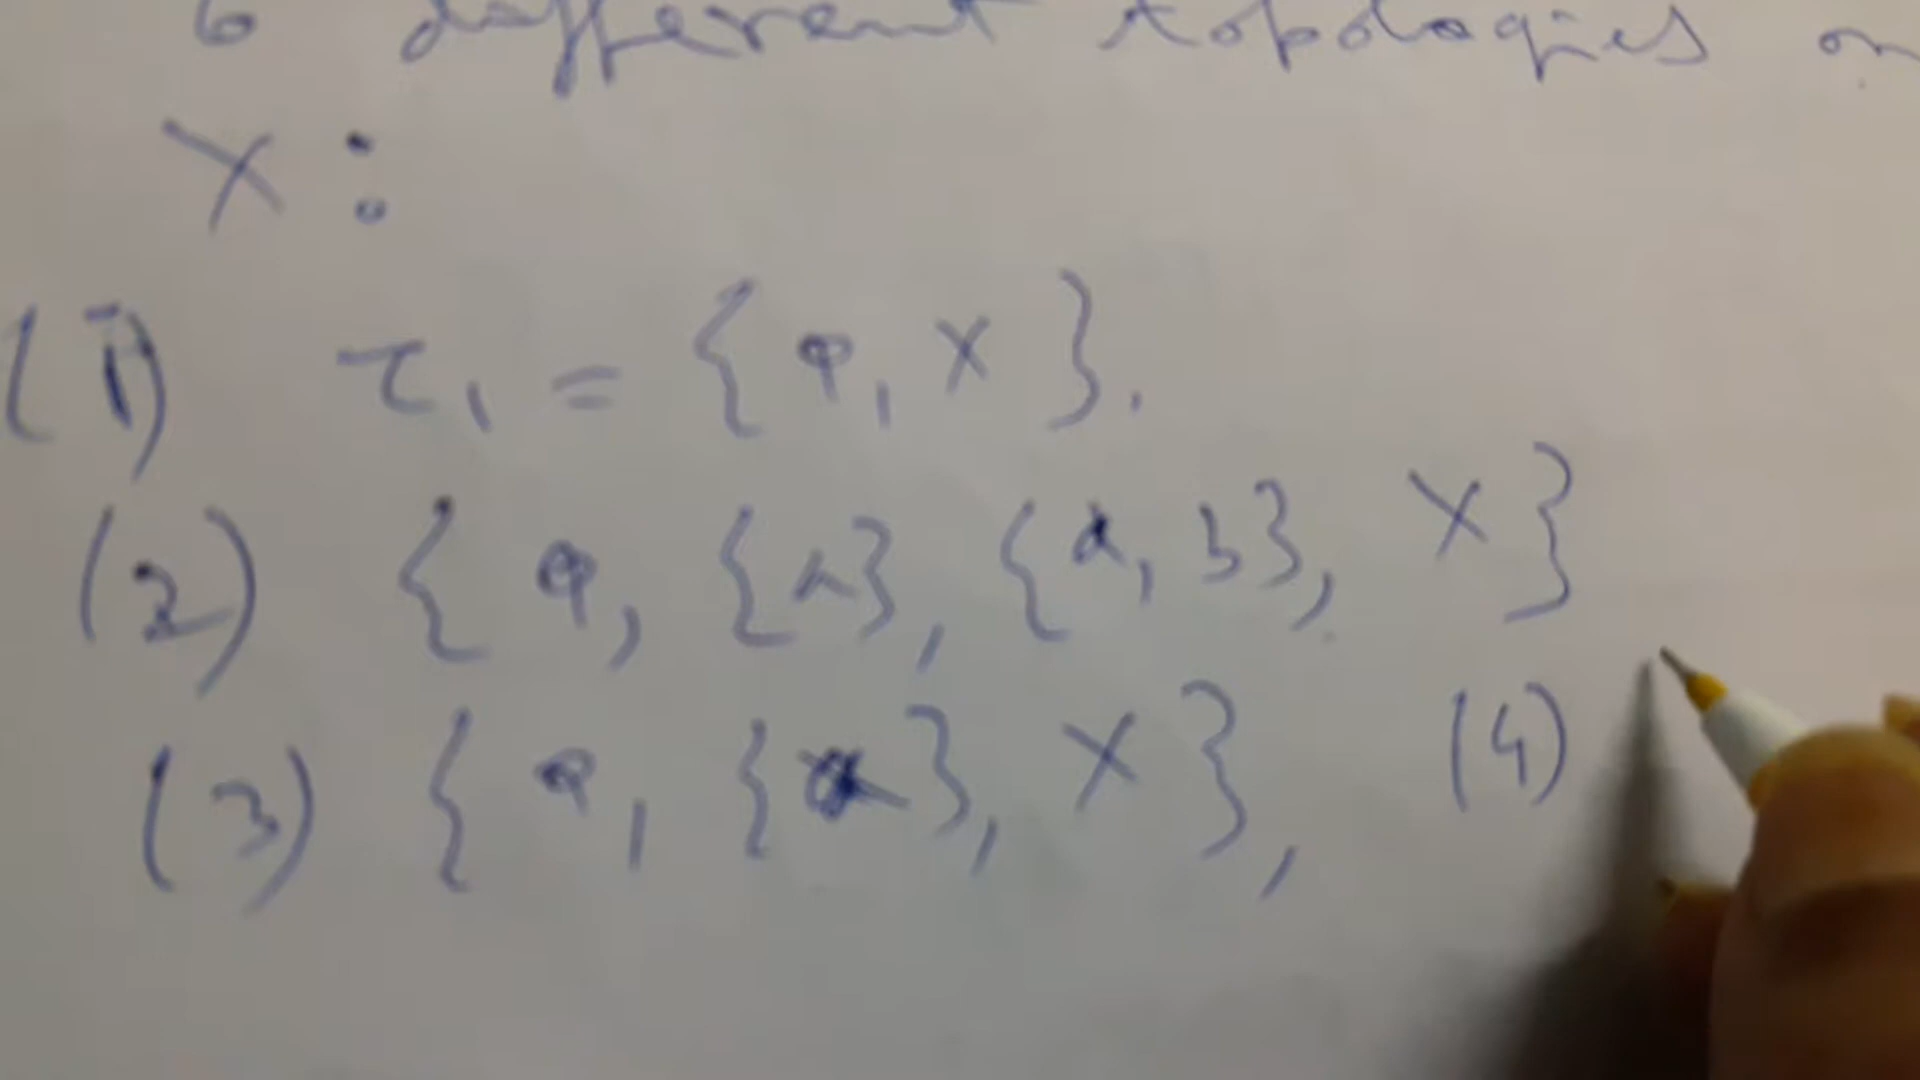 6 different topologies on
X :
(1) τ₁ = { φ, X }.
(2) { φ, {a}, {a, b}, X }
(3) { φ, {a}, X }, (4)